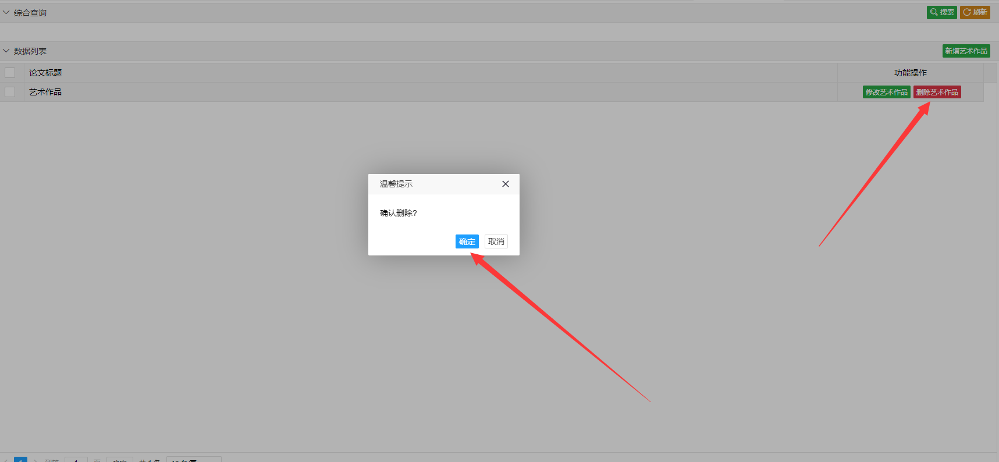 综合查询
搜索 刷新
数据列表
新增艺术作品
论文标题 功能操作
艺术作品 修改艺术作品 删除艺术作品
温馨提示
确认删除?
确定 取消